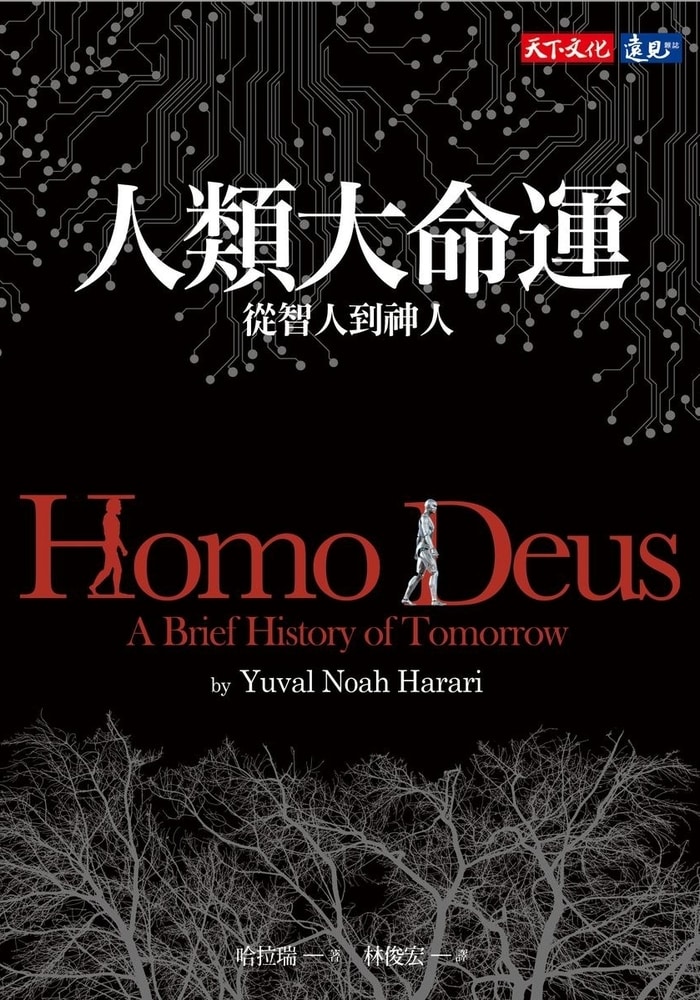 天下文化 遠見雜誌
人類大命運
從智人到神人
Homo Deus
A Brief History of Tomorrow
by Yuval Noah Harari
哈拉瑞 — 著 林俊宏 — 譯